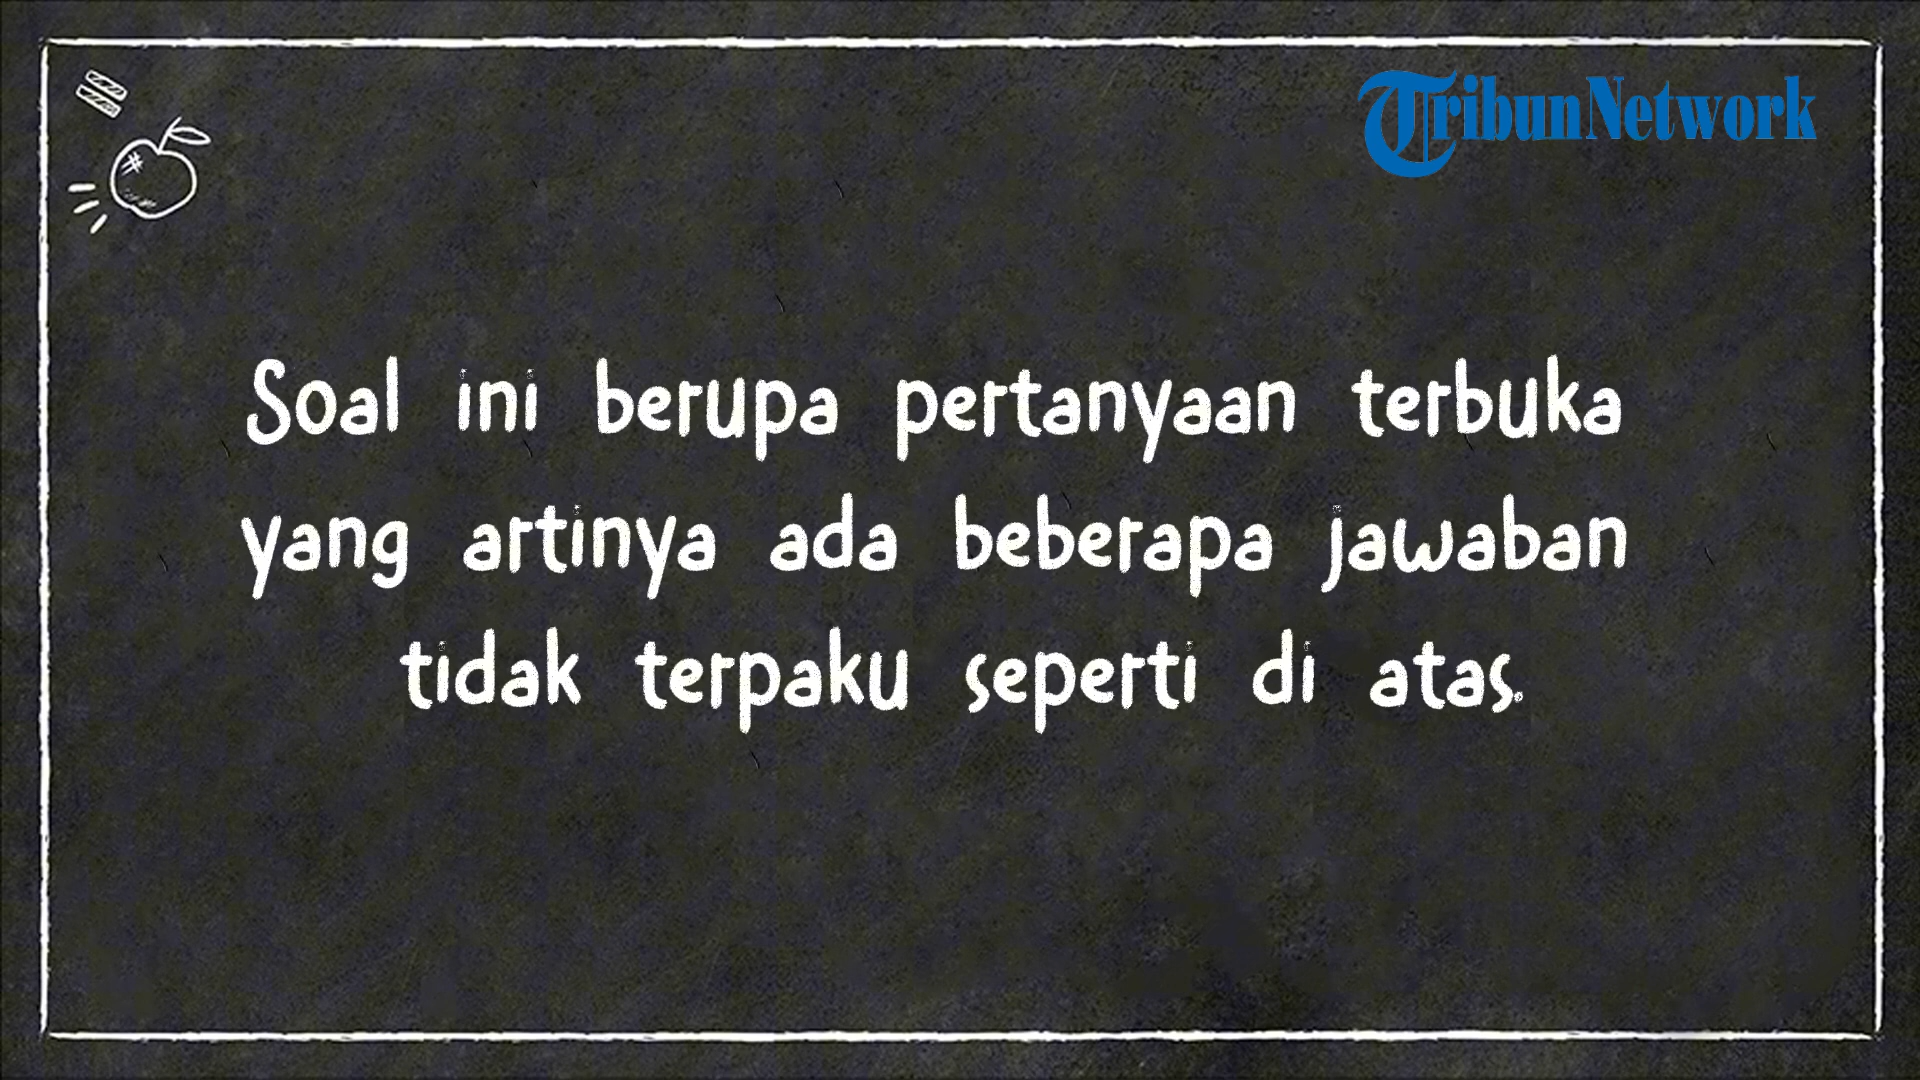 TribunNetwork
Soal ini berupa pertanyaan terbuka
yang artinya ada beberapa jawaban
tidak terpaku seperti di atas.